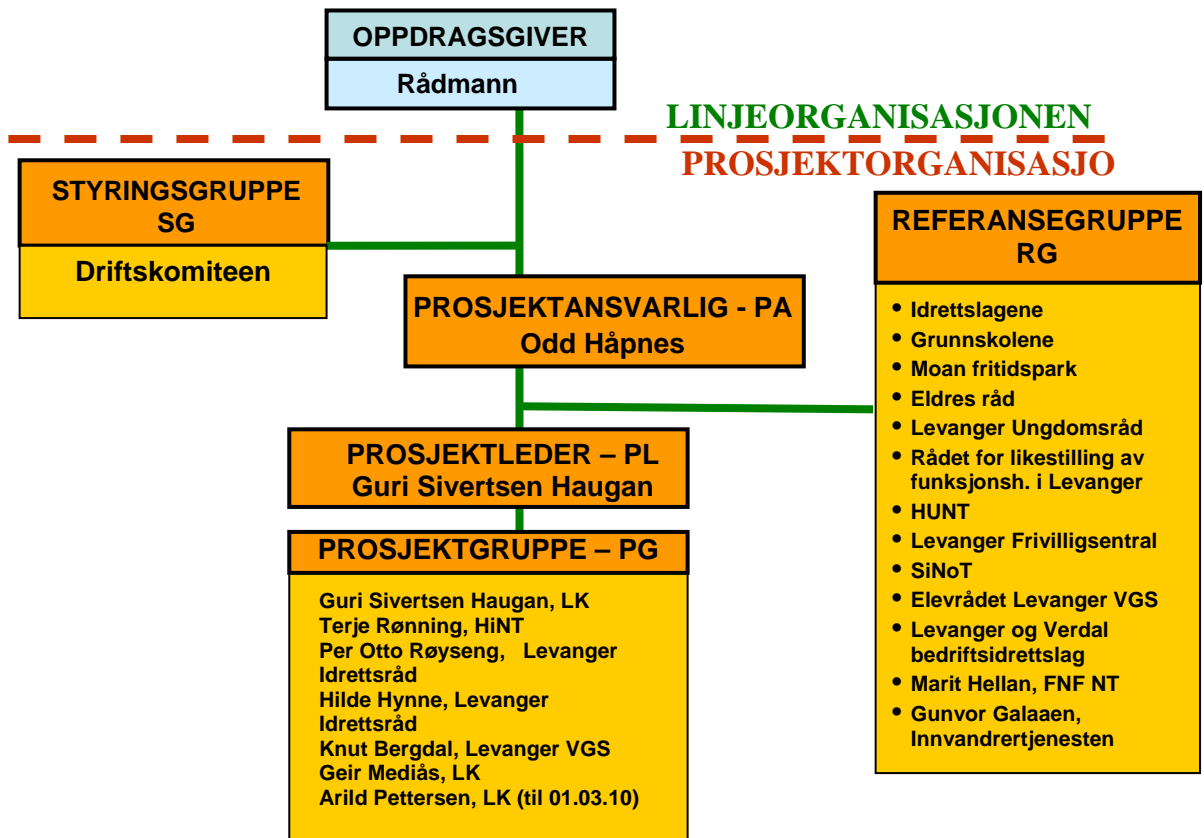 OPPDRAGSGIVER
Rådmann
LINJEORGANISASJONEN
PROSJEKTORGANISASJO
STYRINGSGRUPPE
SG
Driftskomiteen
PROSJEKTANSVARLIG - PA
Odd Håpnes
PROSJEKTLEDER – PL
Guri Sivertsen Haugan
PROSJEKTGRUPPE – PG
Guri Sivertsen Haugan, LK
Terje Rønning, HiNT
Per Otto Røyseng, Levanger
Idrettsråd
Hilde Hynne, Levanger
Idrettsråd
Knut Bergdal, Levanger VGS
Geir Mediås, LK
Arild Pettersen, LK (til 01.03.10)
REFERANSEGRUPPE
RG
• Idrettslagene
• Grunnskolene
• Moan fritidspark
• Eldres råd
• Levanger Ungdomsråd
• Rådet for likestilling av
funksjonsh. i Levanger
• HUNT
• Levanger Frivilligsentral
• SiNoT
• Elevrådet Levanger VGS
• Levanger og Verdal
bedriftsidrettslag
• Marit Hellan, FNF NT
• Gunvor Galaaen,
Innvandrertjenesten